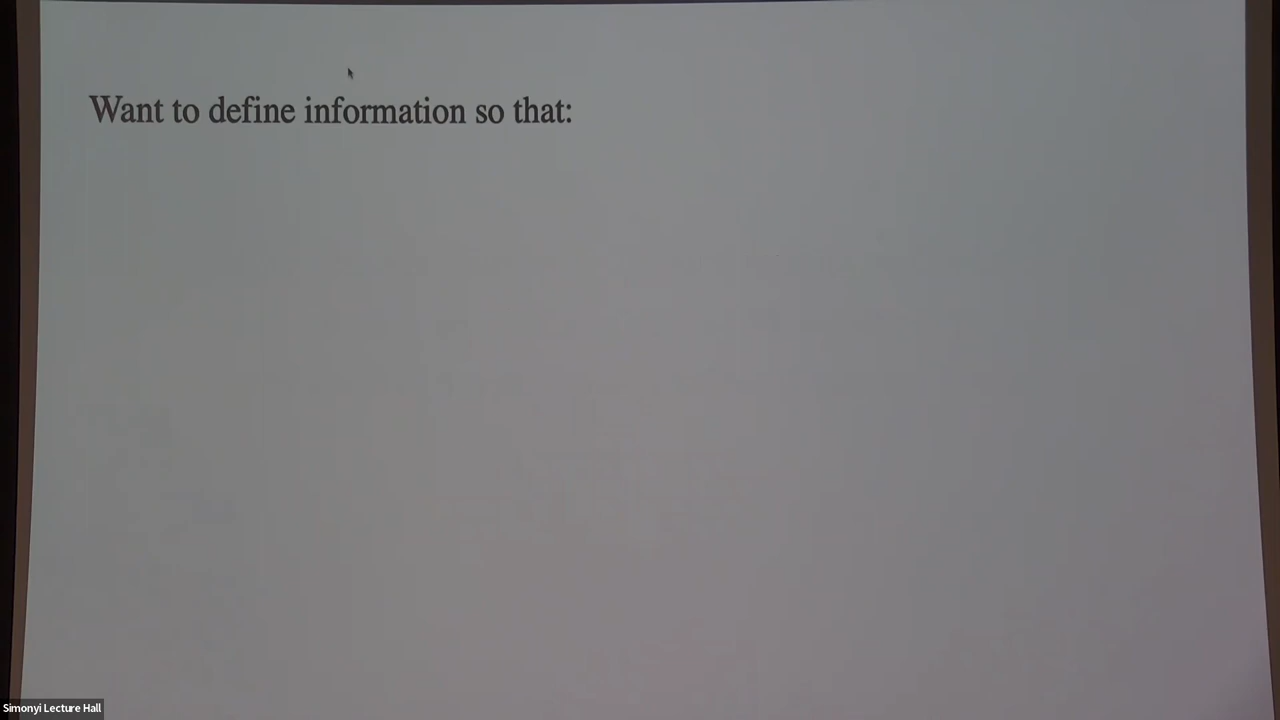 Want to define information so that:
Simonyi Lecture Hall